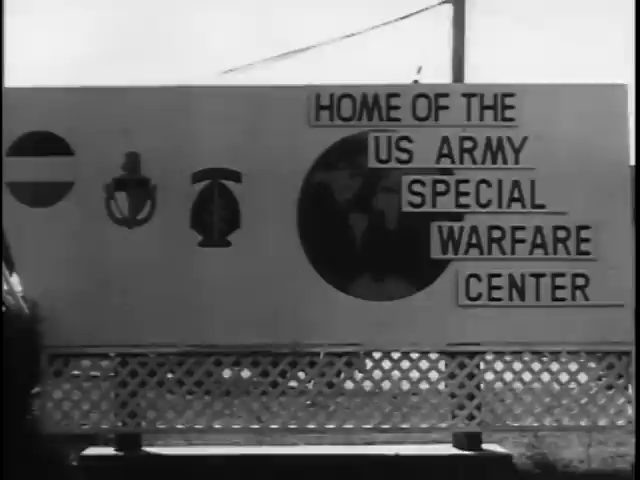 HOME OF THE
US ARMY
SPECIAL
WARFARE
CENTER